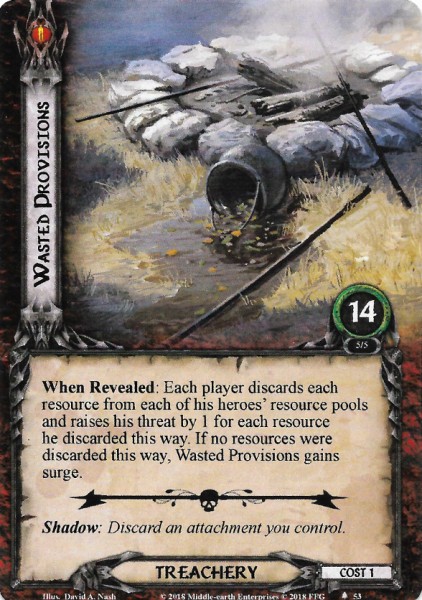 WASTED PROVISIONS
14
5/5
When Revealed: Each player discards each
resource from each of his heroes' resource pools
and raises his threat by 1 for each resource
he discarded this way. If no resources were
discarded this way, Wasted Provisions gains
surge.
Shadow: Discard an attachment you control.
TREACHERY
COST 1
Illus. David A. Nash
© 2018 Middle-earth Enterprises © 2018 FFG
53